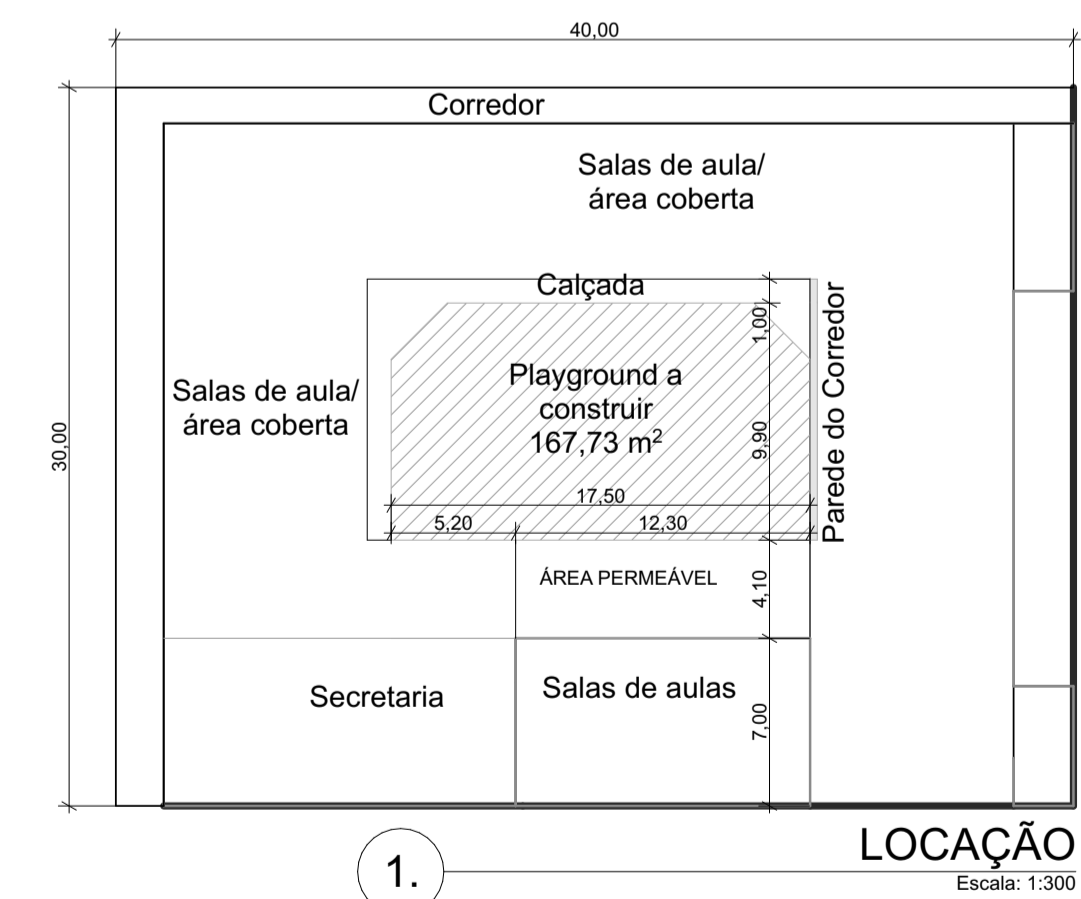 40,00
Corredor
Salas de aula/
área coberta
Calçada
1,00
Playground a
construir
167,73 m²
Salas de aula/
área coberta
Parede do Corredor
30,00
9,90
17,50
5,20
12,30
ÁREA PERMEÁVEL
4,10
Secretaria
Salas de aulas
7,00
LOCAÇÃO
1.
Escala: 1:300